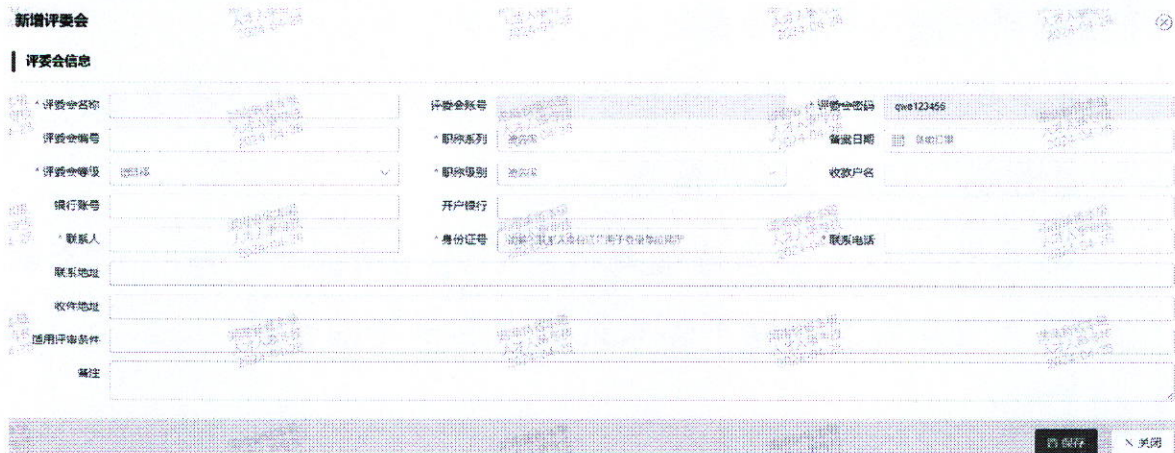 新增评委会
评委会信息
* 评委会名称 评委会账号 * 评委会密码 qwe123456
评委会编号 * 职称系列 请选择 备案日期
* 评委会等级 请选择 * 职称级别 请选择 收款户名
银行账号 开户银行
* 联系人 * 身份证号 * 联系电话
联系地址
收件地址
适用评审条件
备注
保存 × 关闭